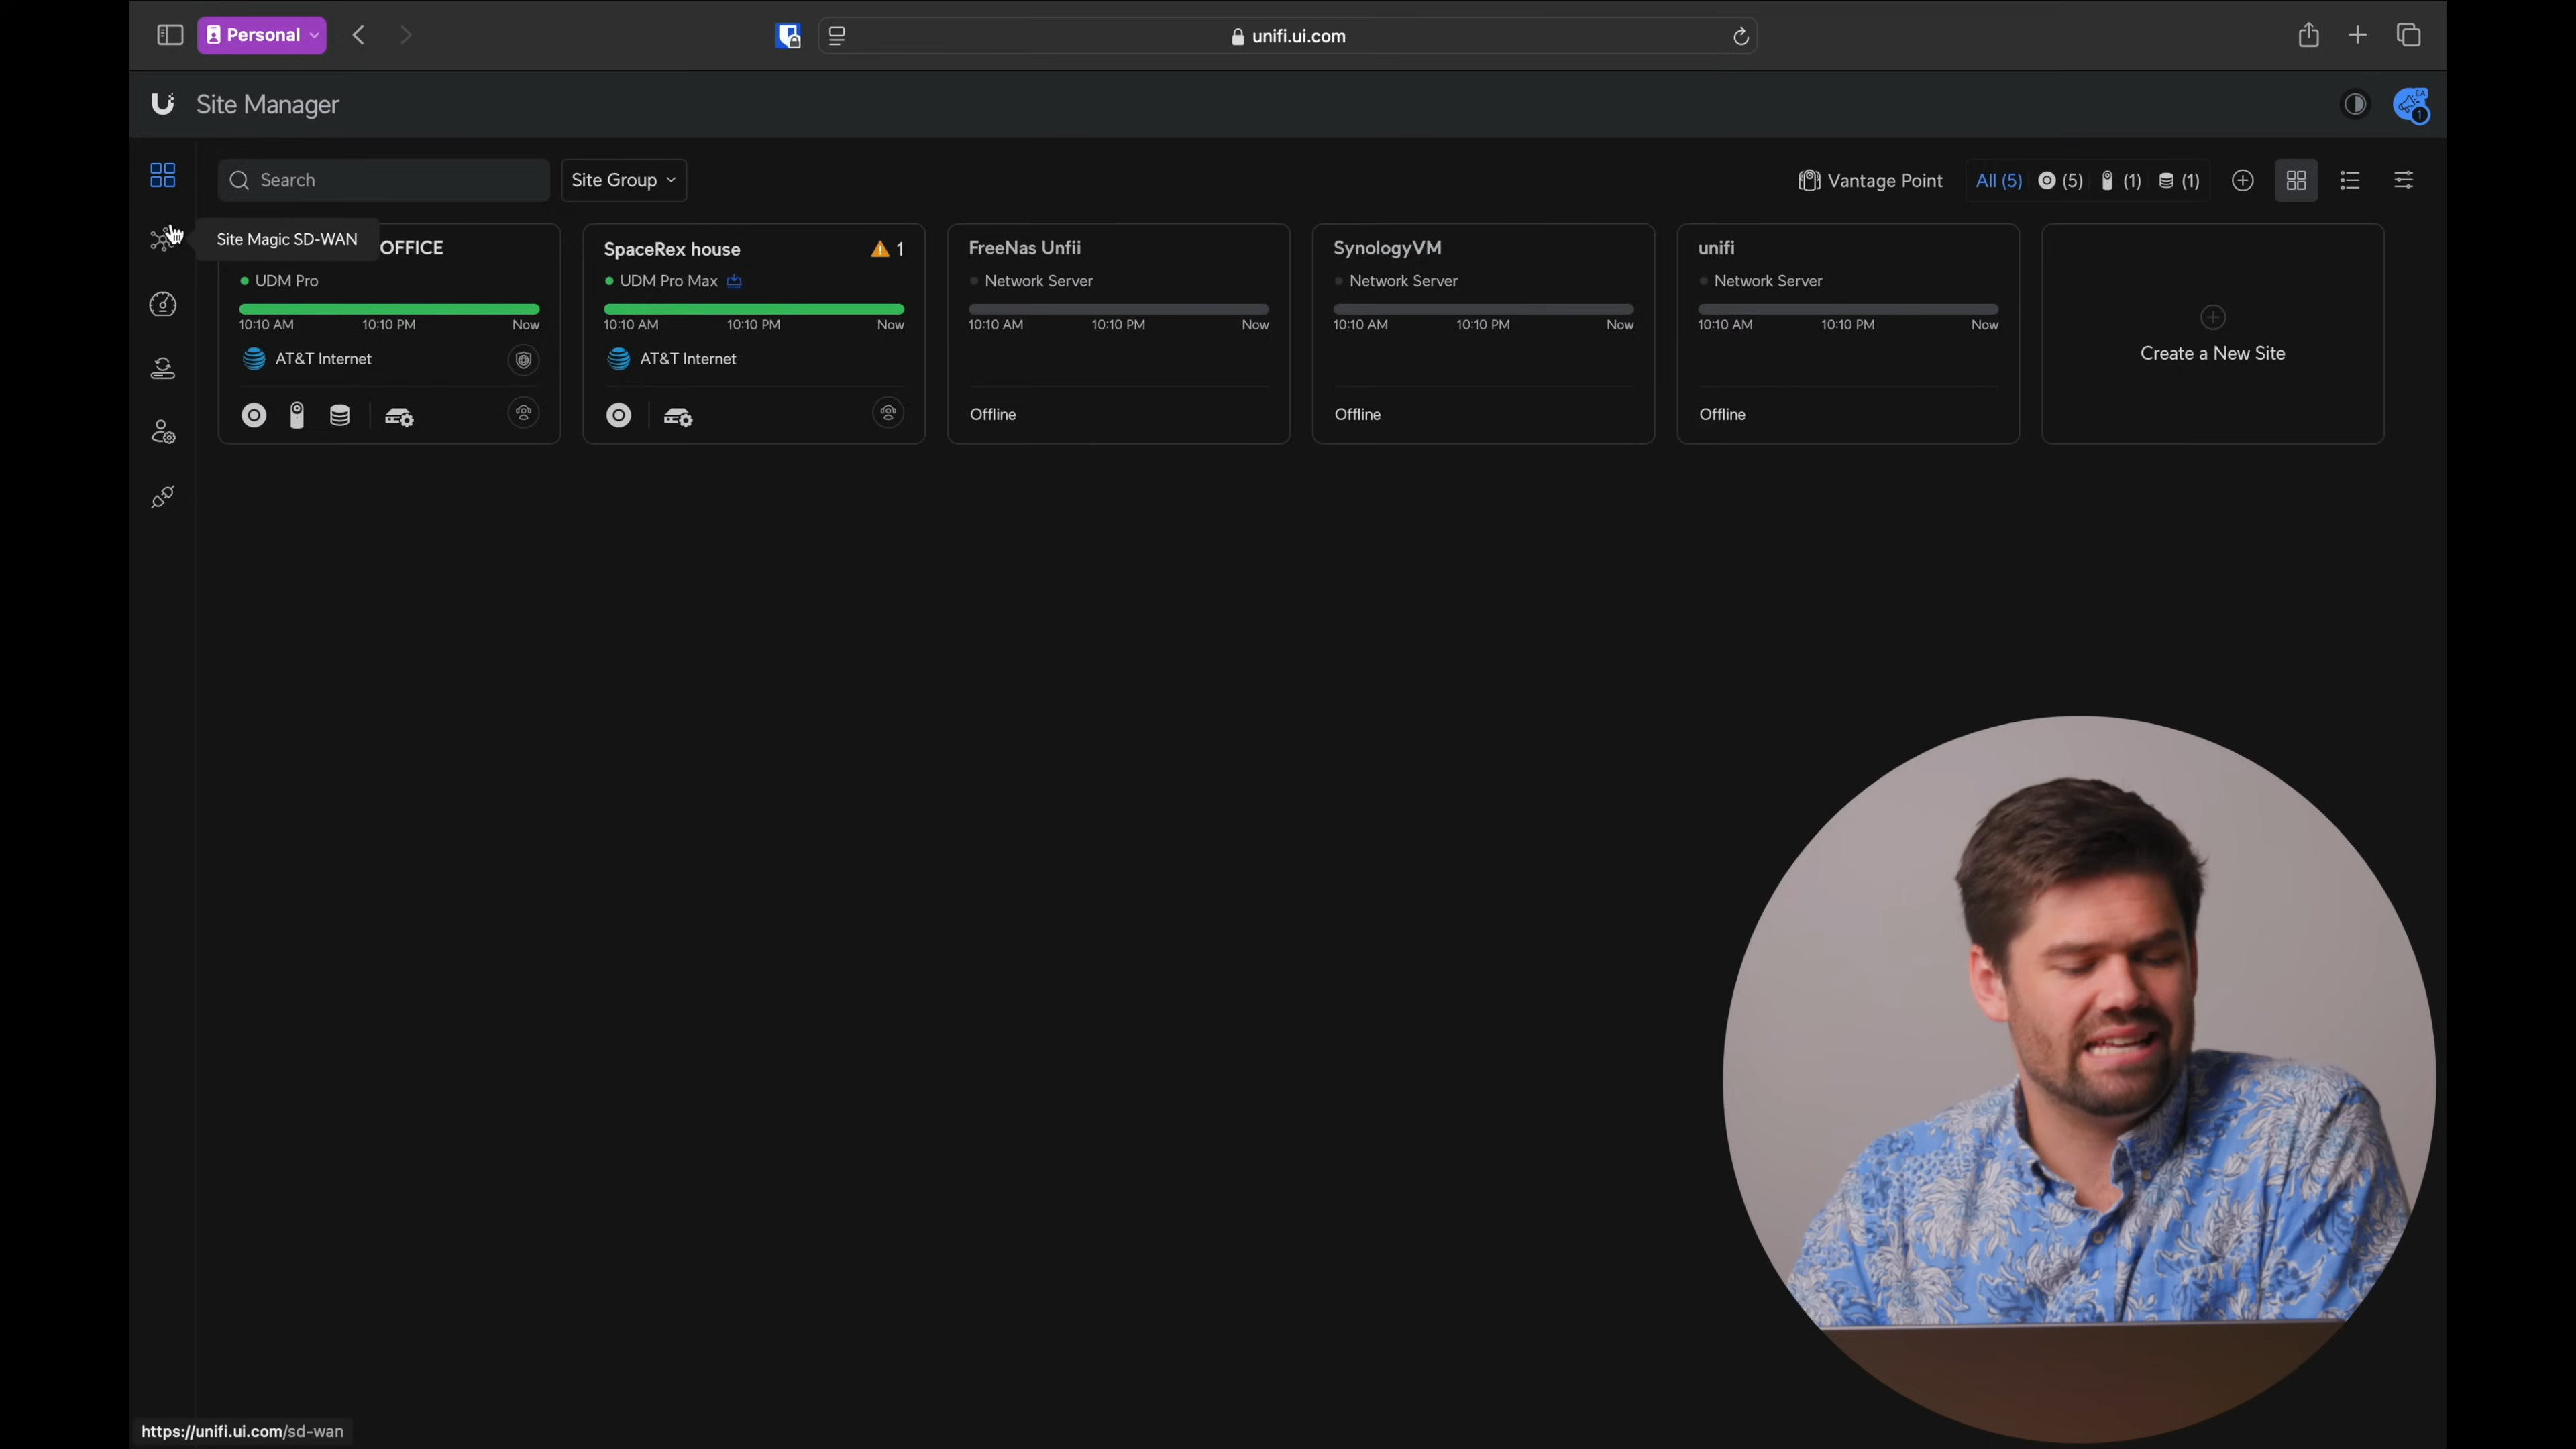 Personal
unifi.ui.com
Site Manager
EA
1
Search
Site Group
Vantage Point
All (5)
(5)
(1)
(1)
Site Magic SD-WAN
OFFICE
UDM Pro
10:10 AM
10:10 PM
Now
AT&T Internet
SpaceRex house
1
UDM Pro Max
10:10 AM
10:10 PM
Now
AT&T Internet
FreeNas Unfii
Network Server
10:10 AM
10:10 PM
Now
Offline
SynologyVM
Network Server
10:10 AM
10:10 PM
Now
Offline
unifi
Network Server
10:10 AM
10:10 PM
Now
Offline
Create a New Site
https://unifi.ui.com/sd-wan